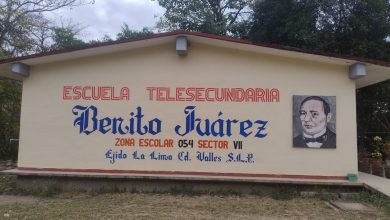 ESCUELA TELESECUNDARIA
Benito Juárez
ZONA ESCOLAR 054 SECTOR VII
Ejido La Lima Cd. Valles S.L.P.